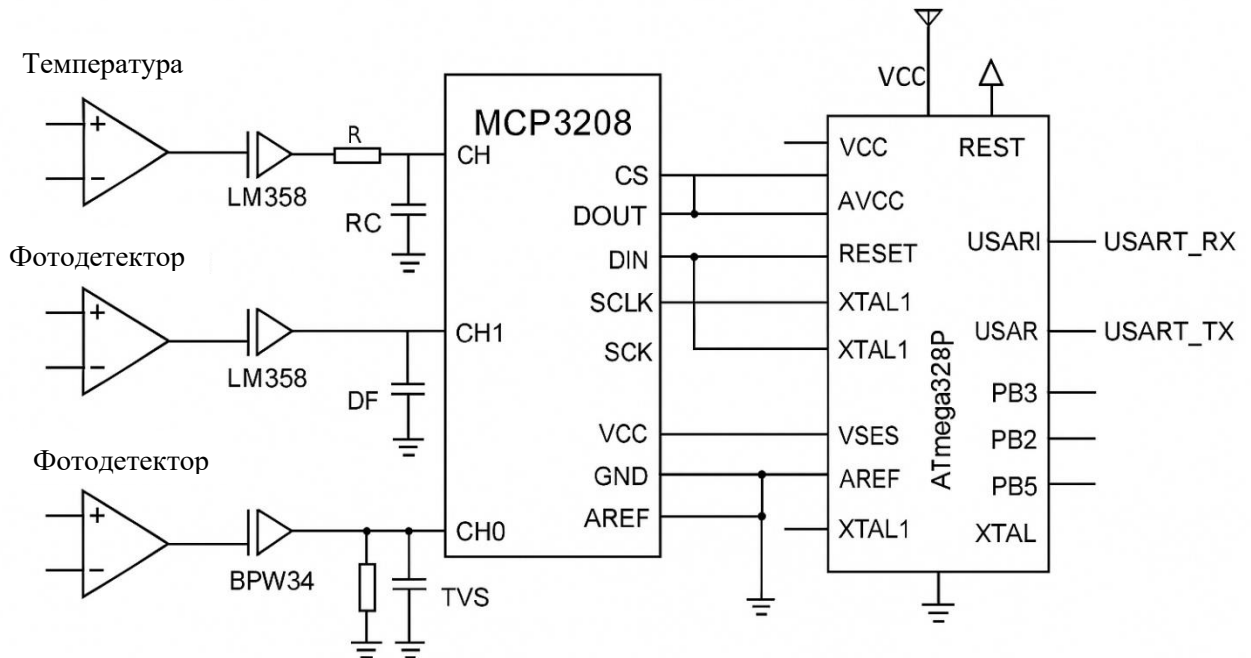 Температура
+
−
LM358
R
RC
Фотодетектор
+
−
LM358
DF
Фотодетектор
+
−
BPW34
TVS
MCP3208
CH
CH1
CH0
CS
DOUT
DIN
SCLK
SCK
VCC
GND
AREF
VCC
VCC
AVCC
RESET
XTAL1
XTAL1
VSES
AREF
XTAL1
ATmega328P
REST
USARI
USAR
PB3
PB2
PB5
XTAL
USART_RX
USART_TX